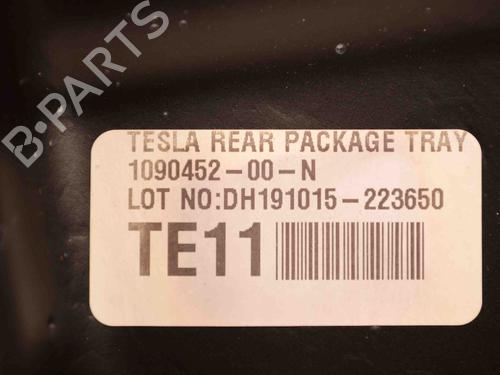 B-PARTS
TESLA REAR PACKAGE TRAY
1090452-00-N
LOT NO:DH191015-223650
TE11